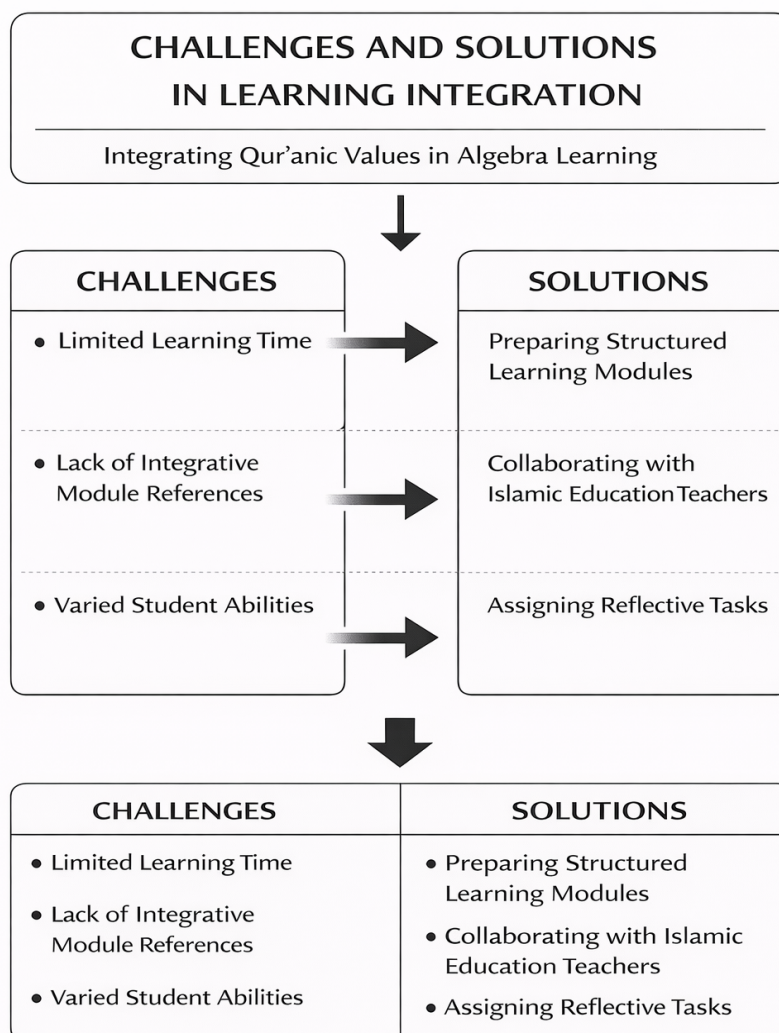 CHALLENGES AND SOLUTIONS
IN LEARNING INTEGRATION
Integrating Qur’anic Values in Algebra Learning
CHALLENGES
• Limited Learning Time
• Lack of Integrative
Module References
• Varied Student Abilities
SOLUTIONS
Preparing Structured
Learning Modules
Collaborating with
Islamic Education Teachers
Assigning Reflective Tasks
CHALLENGES
• Limited Learning Time
• Lack of Integrative
Module References
• Varied Student Abilities
SOLUTIONS
• Preparing Structured
Learning Modules
• Collaborating with Islamic
Education Teachers
• Assigning Reflective Tasks